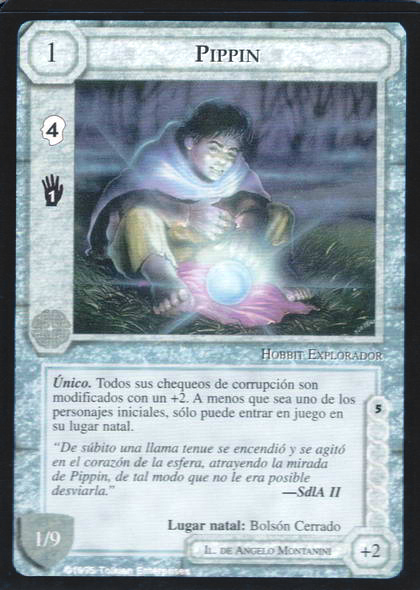 1
PIPPIN
4
1
HOBBIT EXPLORADOR
Único. Todos sus chequeos de corrupción son
modificados con un +2. A menos que sea uno de los
personajes iniciales, sólo puede entrar en juego en
su lugar natal.
5
"De súbito una llama tenue se encendió y se agitó
en el corazón de la esfera, atrayendo la mirada
de Pippin, de tal modo que no le era posible
desviarla."
—SdlA II
Lugar natal: Bolsón Cerrado
1/9
IL. DE ANGELO MONTANINI
+2
©1995 Tolkien Enterprises